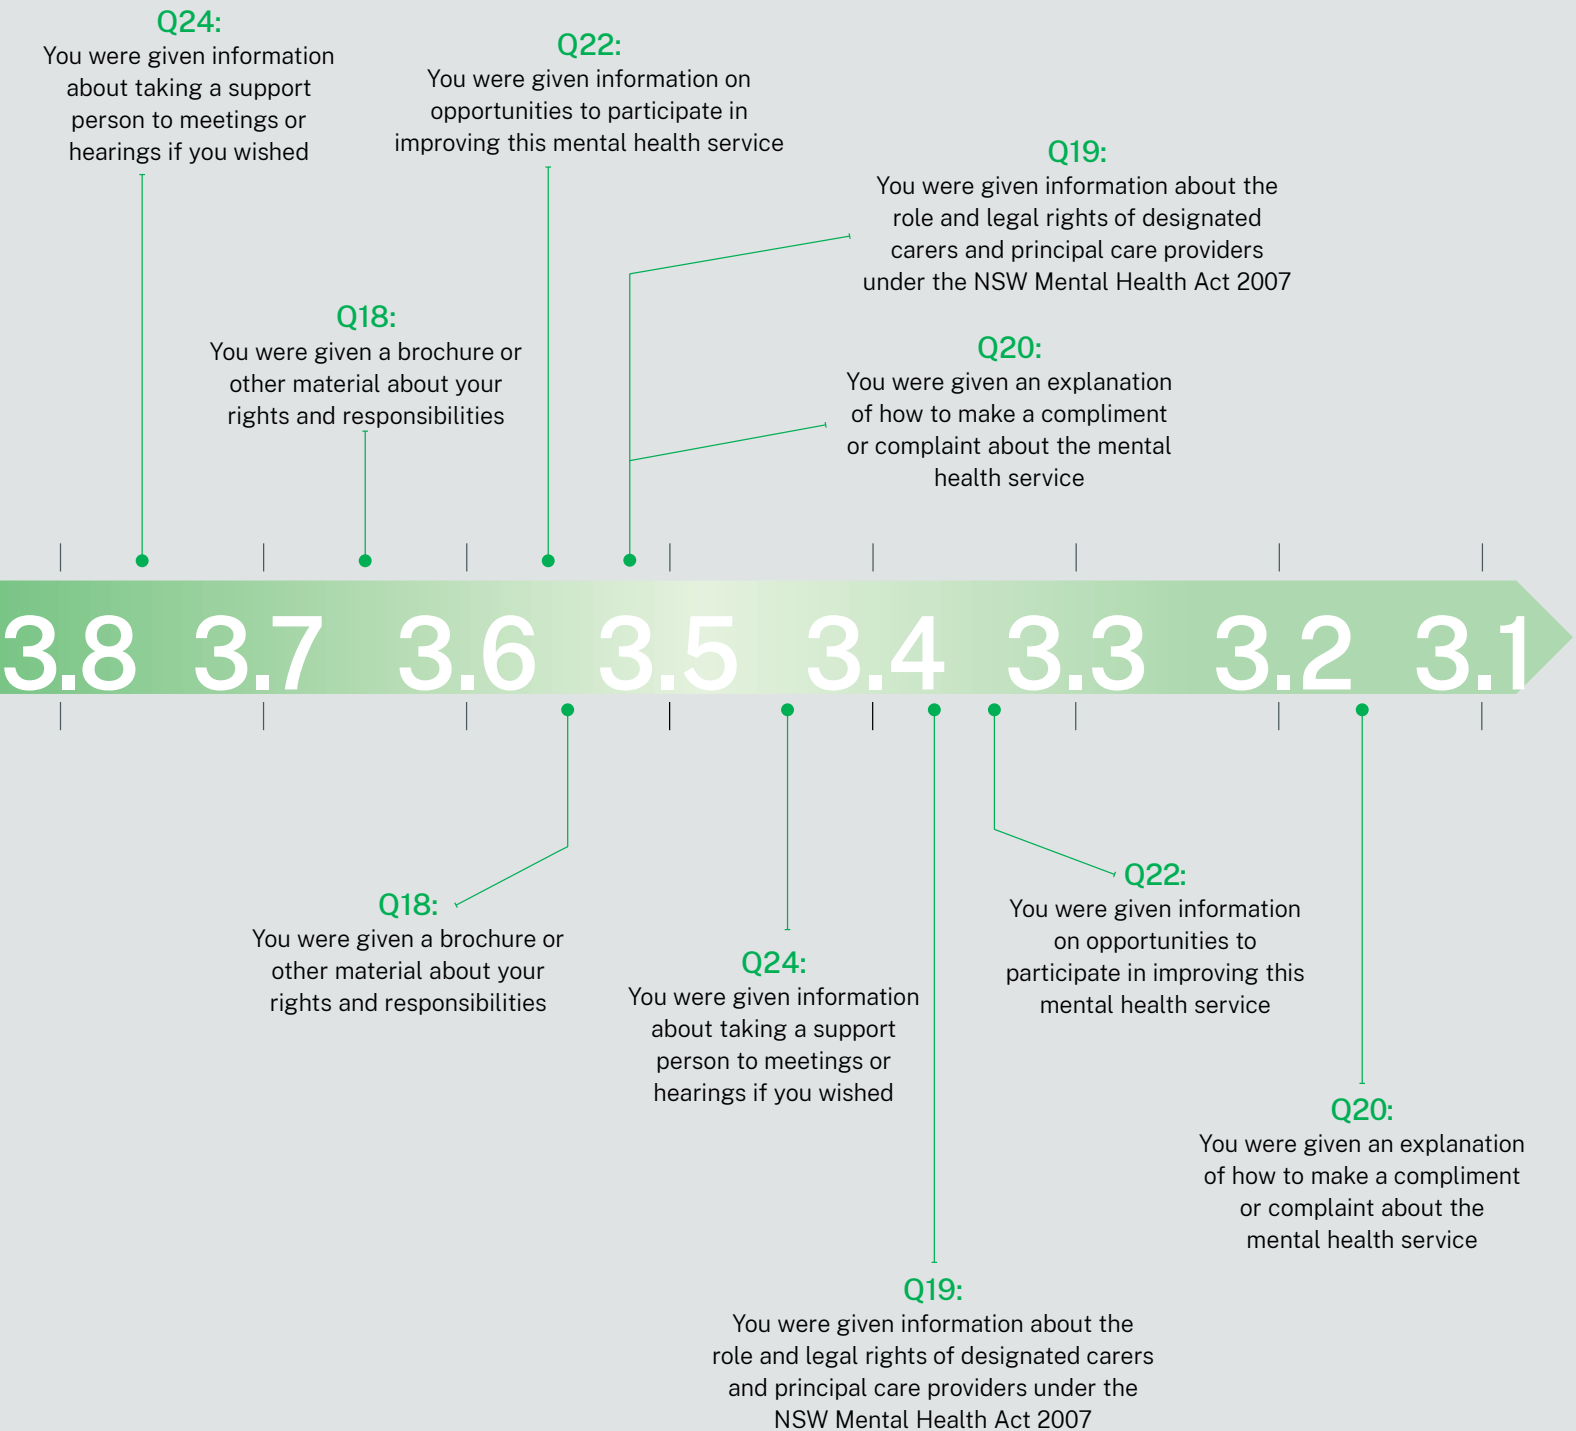 Q24:
You were given information
about taking a support
person to meetings or
hearings if you wished
Q22:
You were given information on
opportunities to participate in
improving this mental health service
Q19:
You were given information about the
role and legal rights of designated
carers and principal care providers
under the NSW Mental Health Act 2007
Q18:
You were given a brochure or
other material about your
rights and responsibilities
Q20:
You were given an explanation
of how to make a compliment
or complaint about the mental
health service
3.8 3.7 3.6 3.5 3.4 3.3 3.2 3.1
Q18:
You were given a brochure or
other material about your
rights and responsibilities
Q24:
You were given information
about taking a support
person to meetings or
hearings if you wished
Q22:
You were given information
on opportunities to
participate in improving this
mental health service
Q20:
You were given an explanation
of how to make a compliment
or complaint about the
mental health service
Q19:
You were given information about the
role and legal rights of designated carers
and principal care providers under the
NSW Mental Health Act 2007